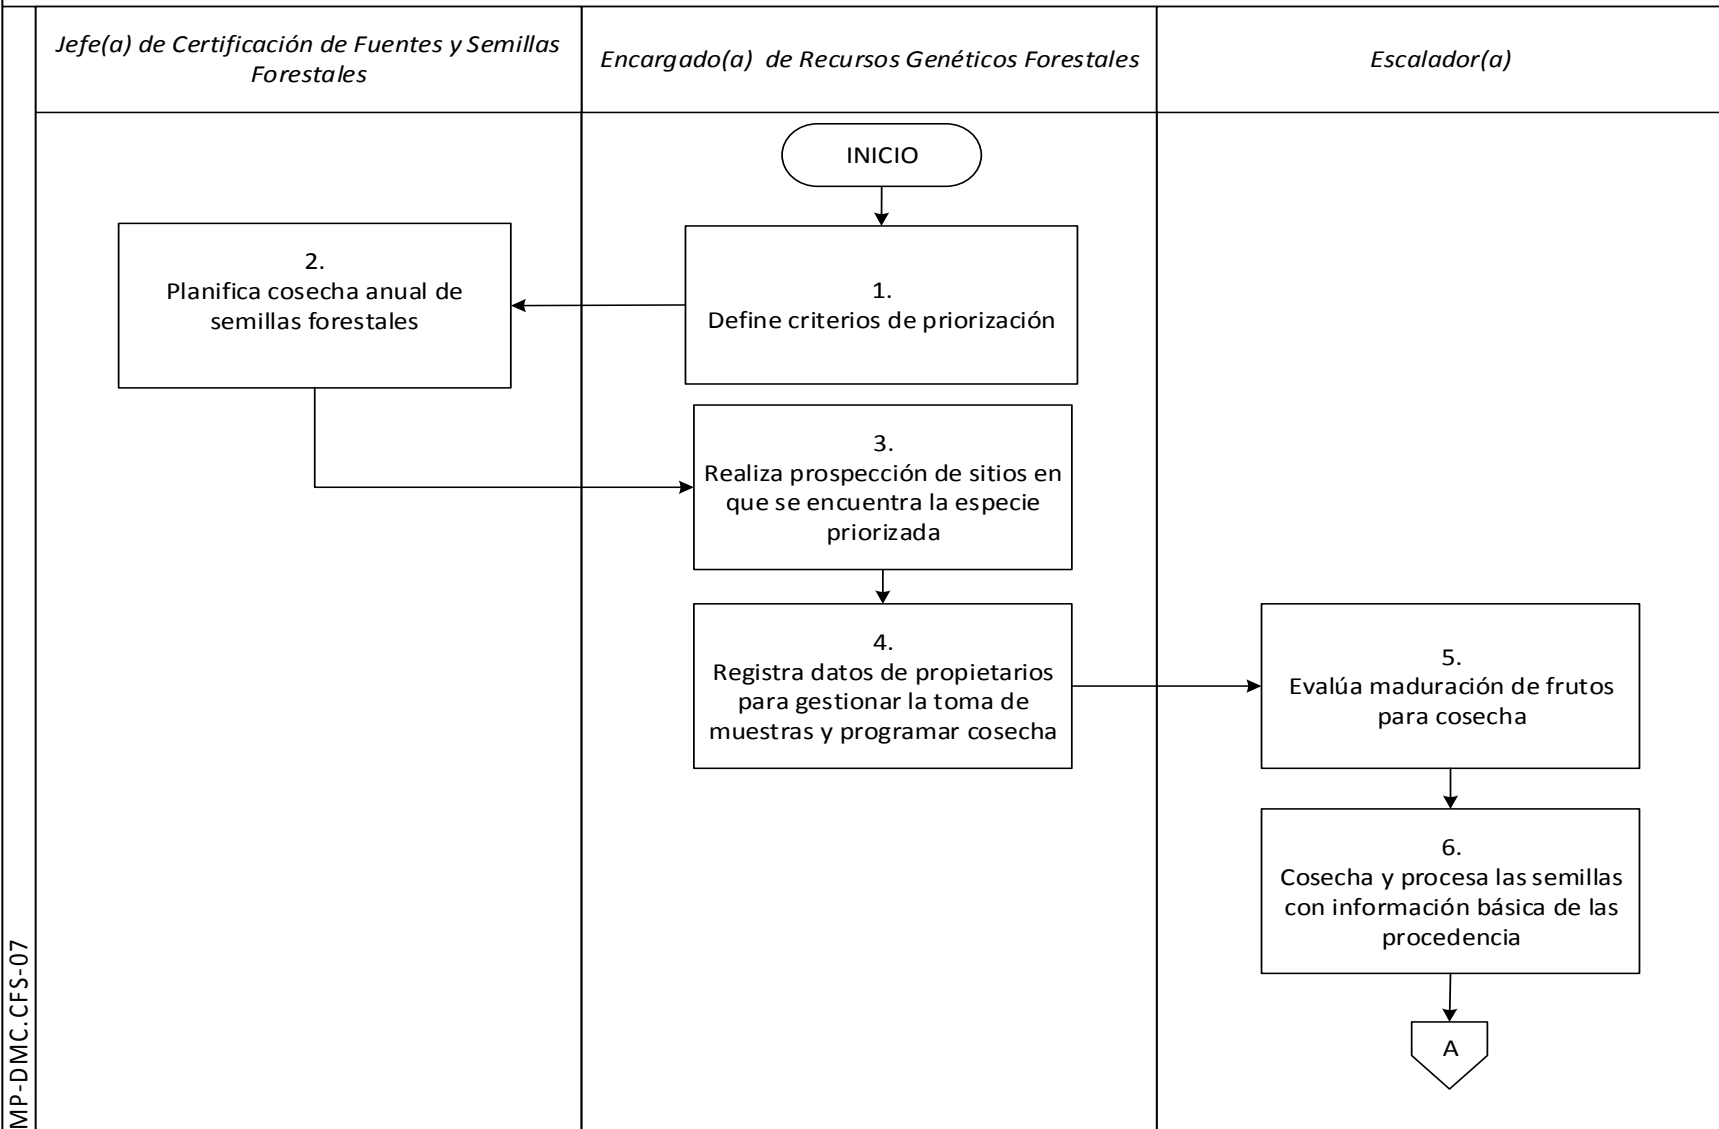 Jefe(a) de Certificación de Fuentes y Semillas
Forestales
Encargado(a) de Recursos Genéticos Forestales
Escalador(a)
INICIO
1.
Define criterios de priorización
2.
Planifica cosecha anual de
semillas forestales
3.
Realiza prospección de sitios en
que se encuentra la especie
priorizada
4.
Registra datos de propietarios
para gestionar la toma de
muestras y programar cosecha
5.
Evalúa maduración de frutos
para cosecha
6.
Cosecha y procesa las semillas
con información básica de las
procedencia
A
MP-DMC.CFS-07